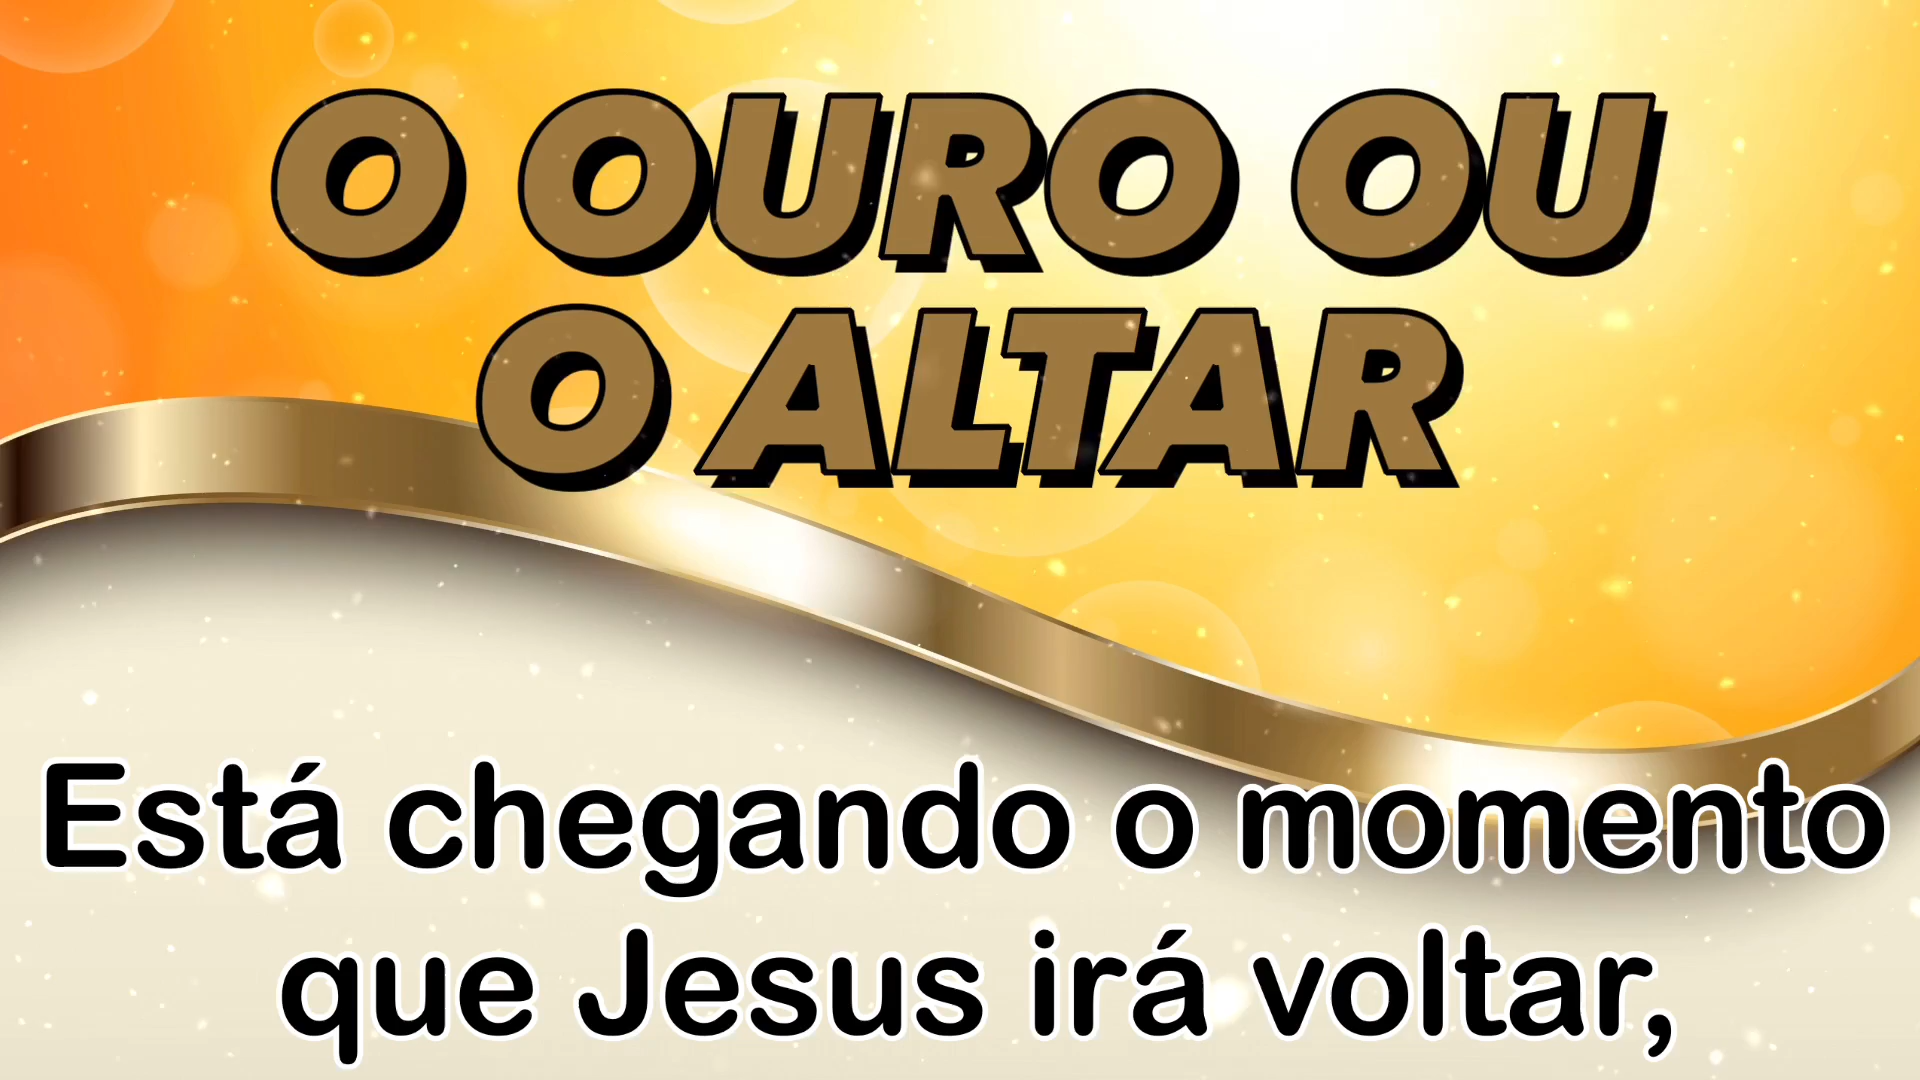 O OURO OU
O ALTAR
Está chegando o momento
que Jesus irá voltar,